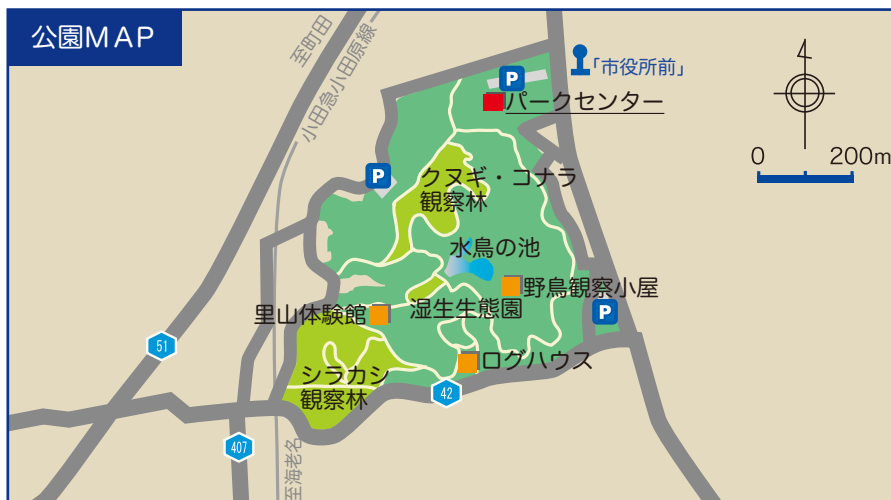 公園MAP
至町田
小田急小田原線
P
「市役所前」
パークセンター
0 200m
P
クヌギ・コナラ
観察林
水鳥の池
野鳥観察小屋
湿生生態園
里山体験館
P
51
シラカシ
観察林
ログハウス
42
407
至海老名